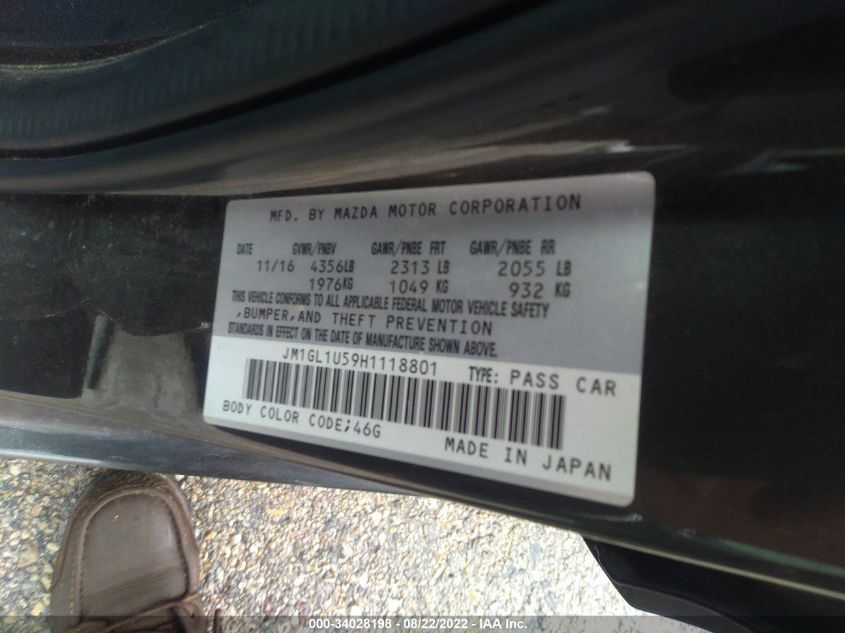 MFD. BY MAZDA MOTOR CORPORATION
DATE GVWR/PNBV GAWR/PNBE FRT GAWR/PNBE RR
11/16 4356LB 2313 LB 2055 LB
1976KG 1049 KG 932 KG
THIS VEHICLE CONFORMS TO ALL APPLICABLE FEDERAL MOTOR VEHICLE SAFETY
,BUMPER,AND THEFT PREVENTION
STANDARDS IN EFFECT ON THE DATE OF MANUFACTURE SHOWN ABOVE.
JM1GL1U59H1118801 TYPE: PASS CAR
BODY COLOR CODE;46G MADE IN JAPAN
000-34028198 - 08/22/2022 - IAA Inc.